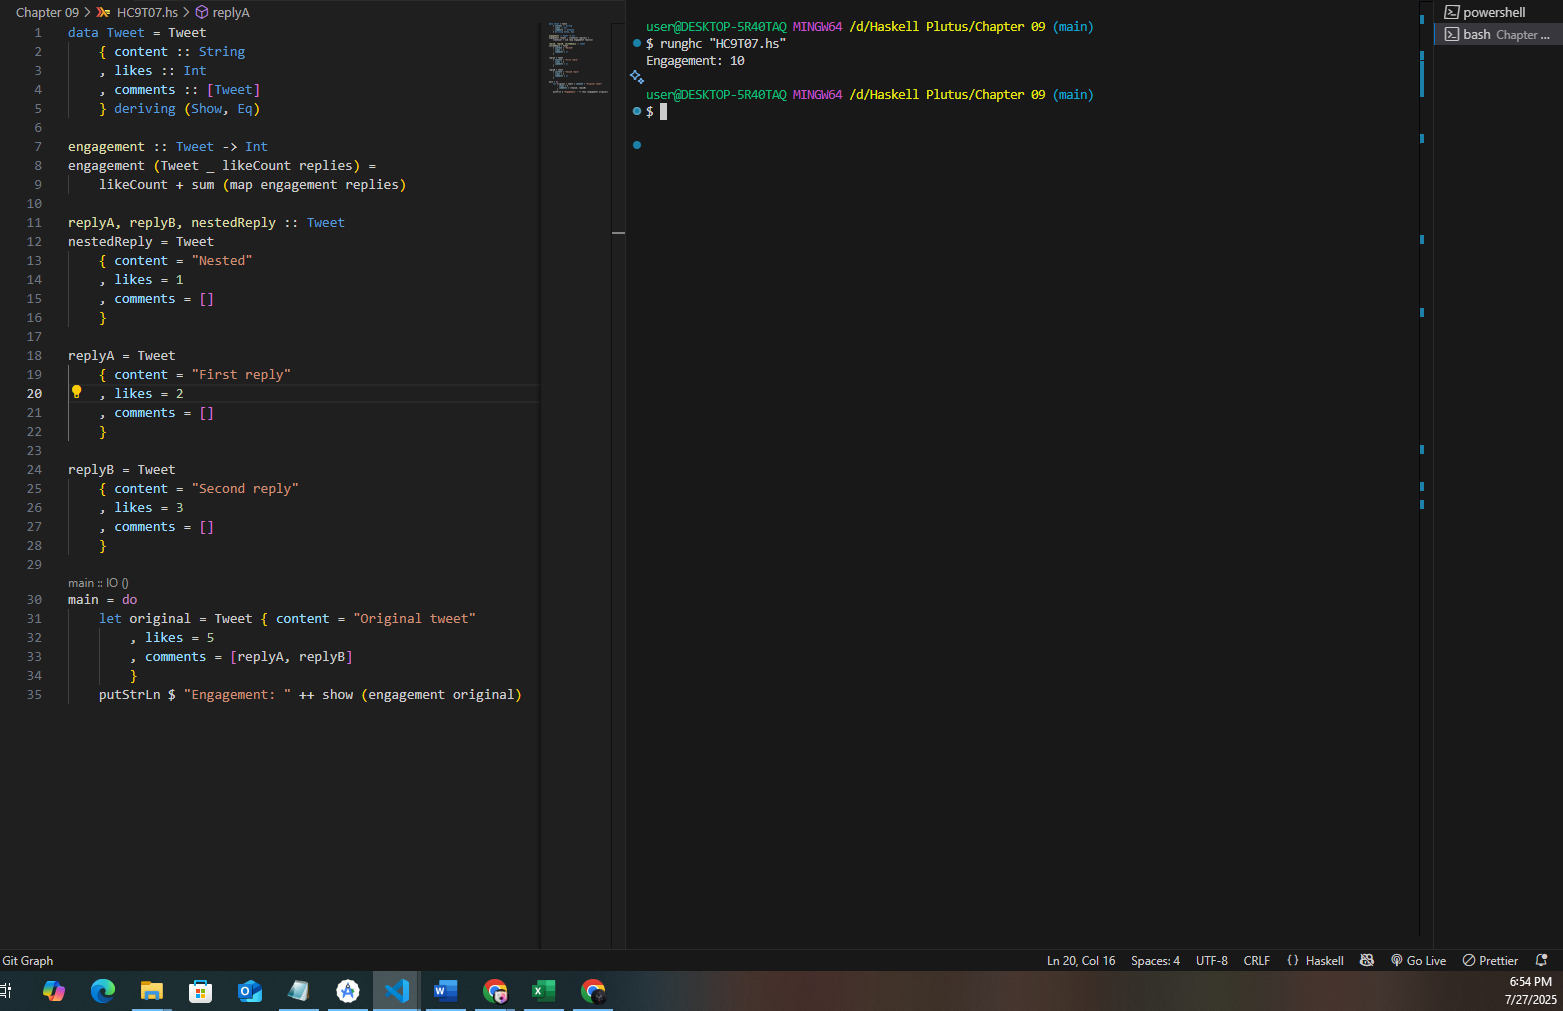 Chapter 09 > HC9T07.hs > replyA
1 data Tweet = Tweet
2 { content :: String
3 , likes :: Int
4 , comments :: [Tweet]
5 } deriving (Show, Eq)
6
7 engagement :: Tweet -> Int
8 engagement (Tweet _ likeCount replies) =
9 likeCount + sum (map engagement replies)
10
11 replyA, replyB, nestedReply :: Tweet
12 nestedReply = Tweet
13 { content = "Nested"
14 , likes = 1
15 , comments = []
16 }
17
18 replyA = Tweet
19 { content = "First reply"
20 , likes = 2
21 , comments = []
22 }
23
24 replyB = Tweet
25 { content = "Second reply"
26 , likes = 3
27 , comments = []
28 }
29
main :: IO ()
30 main = do
31 let original = Tweet { content = "Original tweet"
32 , likes = 5
33 , comments = [replyA, replyB]
34 }
35 putStrLn $ "Engagement: " ++ show (engagement original)
user@DESKTOP-5R40TAQ MINGW64 /d/Haskell Plutus/Chapter 09 (main)
$ runghc "HC9T07.hs"
Engagement: 10
user@DESKTOP-5R40TAQ MINGW64 /d/Haskell Plutus/Chapter 09 (main)
$
powershell
bash Chapter ...
Git Graph
Ln 20, Col 16 Spaces: 4 UTF-8 CRLF {} Haskell Go Live Prettier
6:54 PM
7/27/2025